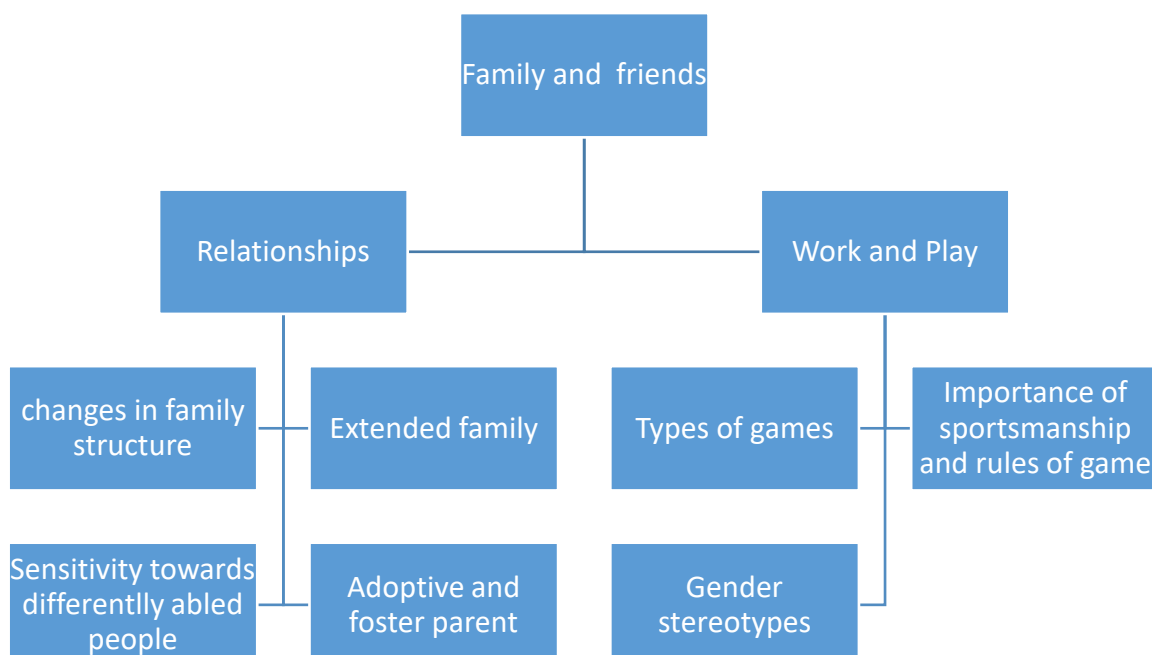 Family and friends
Relationships
Work and Play
changes in family
structure
Extended family
Types of games
Importance of
sportsmanship
and rules of game
Sensitivity towards
differentlly abled
people
Adoptive and
foster parent
Gender
stereotypes